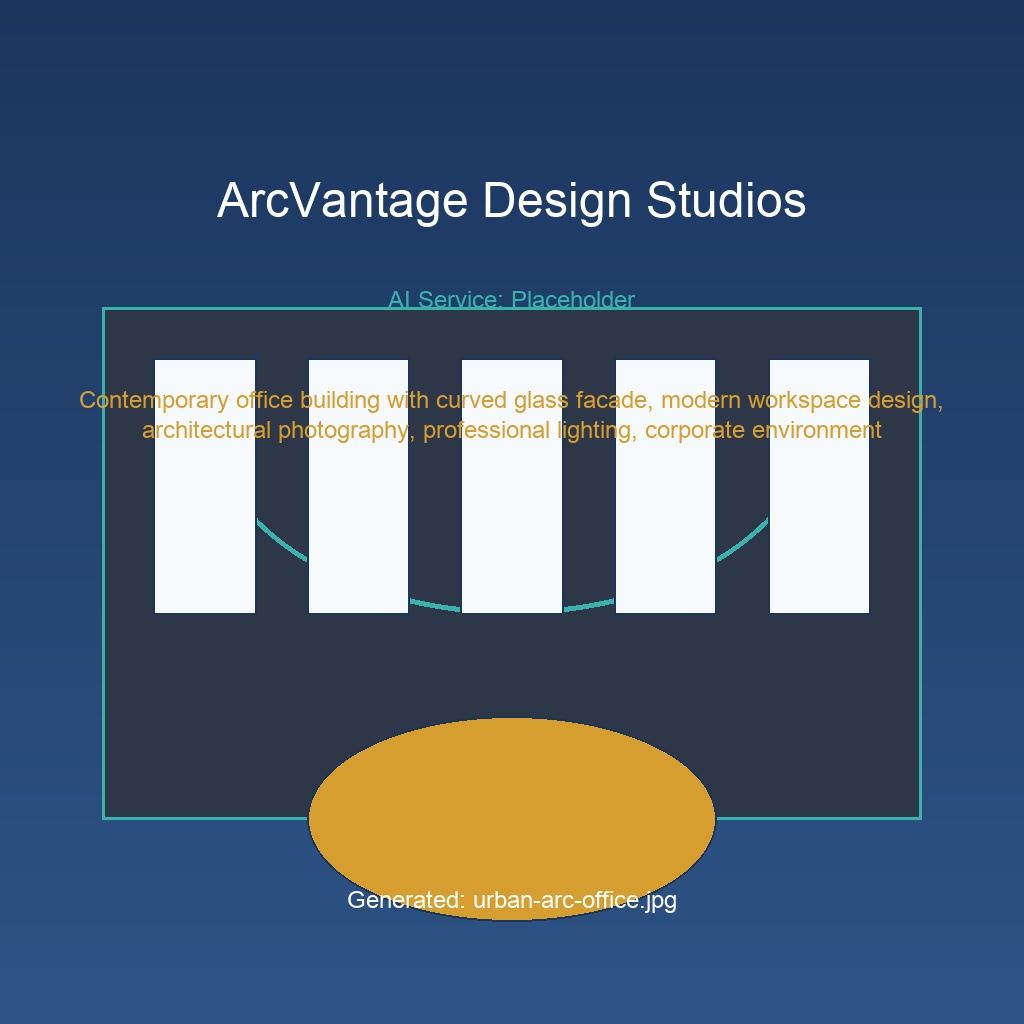 ArcVantage Design Studios
AI Service: Placeholder
Contemporary office building with curved glass facade, modern workspace design,
architectural photography, professional lighting, corporate environment
Generated: urban-arc-office.jpg